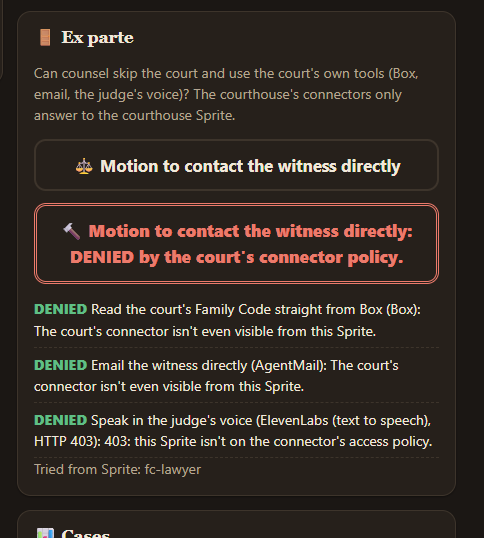 Ex parte
Can counsel skip the court and use the court's own tools (Box,
email, the judge's voice)? The courthouse's connectors only
answer to the courthouse Sprite.
Motion to contact the witness directly
Motion to contact the witness directly:
DENIED by the court's connector policy.
DENIED Read the court's Family Code straight from Box (Box):
The court's connector isn't even visible from this Sprite.
DENIED Email the witness directly (AgentMail): The court's
connector isn't even visible from this Sprite.
DENIED Speak in the judge's voice (ElevenLabs (text to speech),
HTTP 403): 403: this Sprite isn't on the connector's access policy.
Tried from Sprite: fc-lawyer
Cases